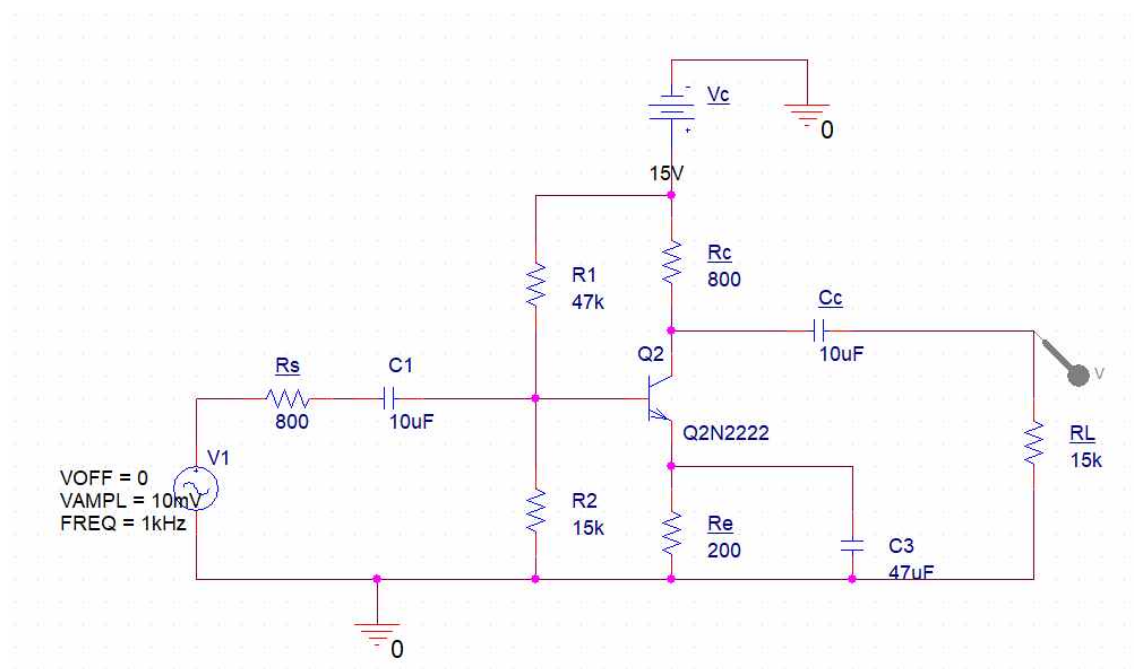 Vc
0
15V
Rc
800
R1
47k
Cc
10uF
Q2
Q2N2222
V
Rs
800
C1
10uF
V1
VOFF = 0
VAMPL = 10mV
FREQ = 1kHz
R2
15k
Re
200
C3
47uF
RL
15k
0